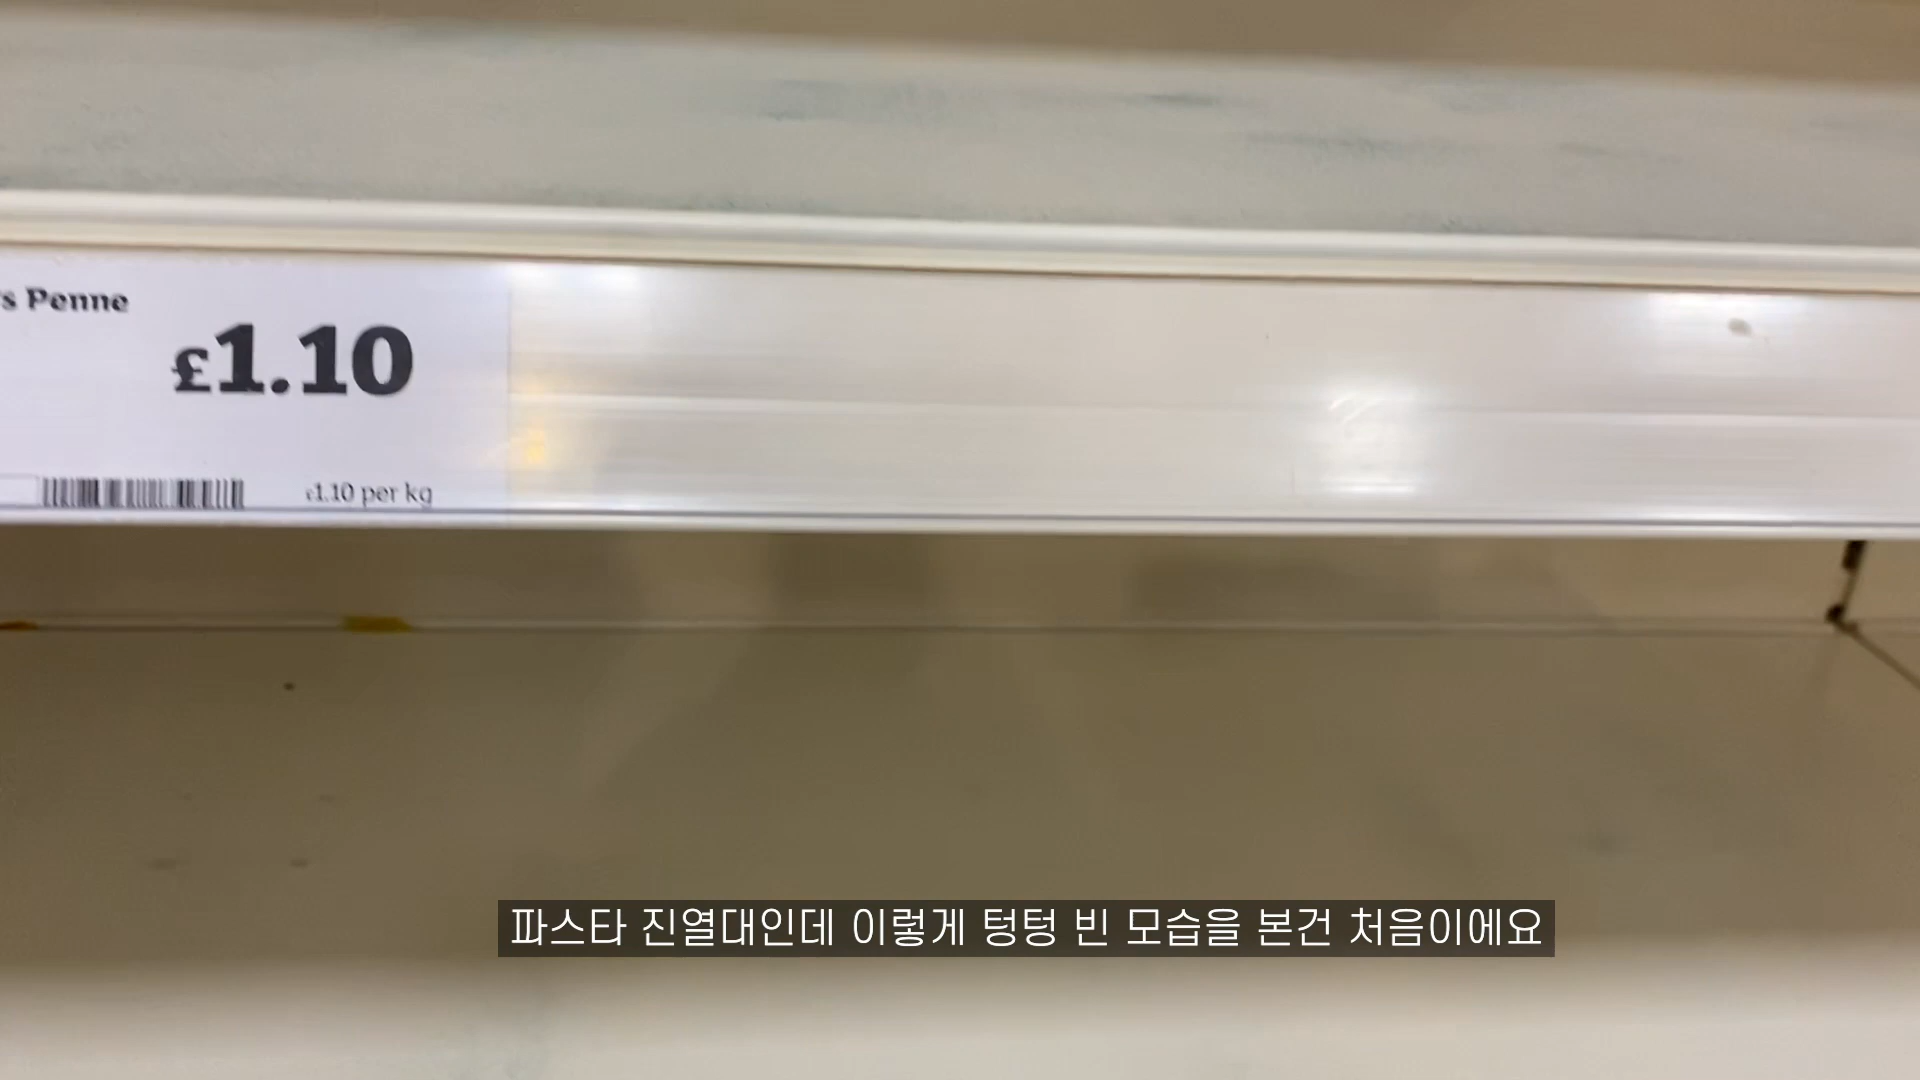 s Penne
£1.10
£1.10 per kg
파스타 진열대인데 이렇게 텅텅 빈 모습을 본건 처음이에요